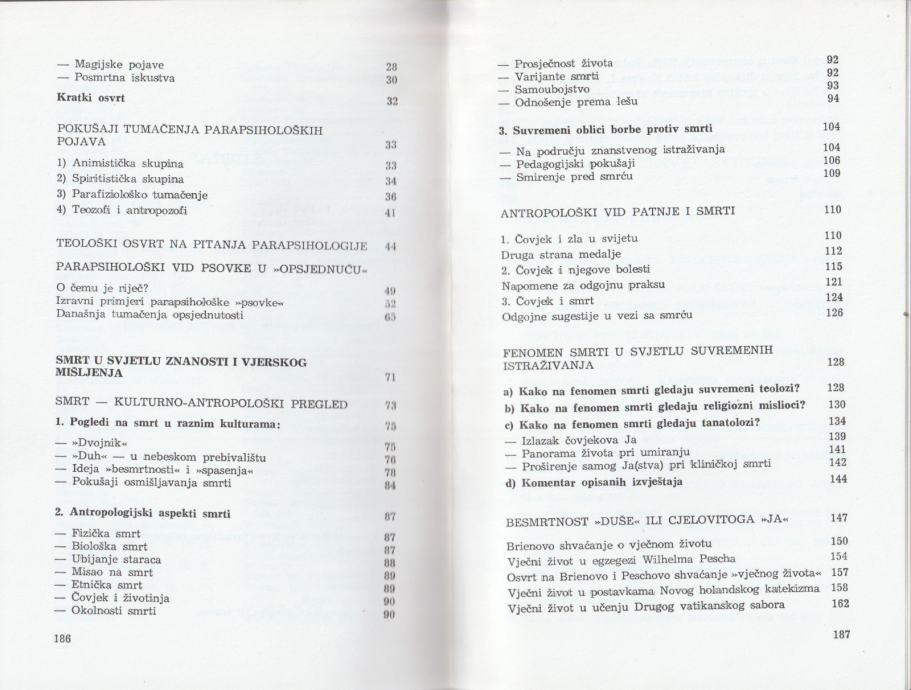 — Magijske pojave 28
— Posmrtna iskustva 30
Kratki osvrt 32
POKUŠAJI TUMAČENJA PARAPSIHOLOŠKIH
POJAVA 33
1) Animistička skupina 33
2) Spiritistička skupina 34
3) Parafiziološko tumačenje 36
4) Teozofi i antropozofi 41
TEOLOŠKI OSVRT NA PITANJA PARAPSIHOLOGIJE 44
PARAPSIHOLOŠKI VID PSOVKE U »OPSJEDNUĆU«
O čemu je riječ? 49
Izravni primjeri parapsihološke »psovke« 52
Današnja tumačenja opsjednutosti 65
SMRT U SVJETLU ZNANOSTI I VJERSKOG
MIŠLJENJA 71
SMRT — KULTURNO-ANTROPOLOŠKI PREGLED 73
1. Pogledi na smrt u raznim kulturama: 75
— »Dvojnik« 75
— »Duh« — u nebeskom prebivalištu 76
— Ideja »besmrtnosti« i »spasenja« 78
— Pokušaji osmišljavanja smrti 84
2. Antropologijski aspekti smrti 87
— Fizička smrt 87
— Biološka smrt 87
— Ubijanje staraca 88
— Misao na smrt 89
— Etnička smrt 89
— Čovjek i životinja 90
— Okolnosti smrti 90
186
— Prosječnost života 92
— Varijante smrti 92
— Samoubojstvo 93
— Odnošenje prema lešu 94
3. Suvremeni oblici borbe protiv smrti 104
— Na području znanstvenog istraživanja 104
— Pedagogijski pokušaji 106
— Smirenje pred smrću 109
ANTROPOLOŠKI VID PATNJE I SMRTI 110
1. Čovjek i zla u svijetu 110
Druga strana medalje 112
2. Čovjek i njegove bolesti 115
Napomene za odgojnu praksu 121
3. Čovjek i smrt 124
Odgojne sugestije u vezi sa smrću 126
FENOMEN SMRTI U SVJETLU SUVREMENIH
ISTRAŽIVANJA 128
a) Kako na fenomen smrti gledaju suvremeni teolozi? 128
b) Kako na fenomen smrti gledaju religiozni mislioci? 130
c) Kako na fenomen smrti gledaju tanatolozi? 134
— Izlazak čovjekova Ja 139
— Panorama života pri umiranju 141
— Proširenje samog Ja(stva) pri kliničkoj smrti 142
d) Komentar opisanih izvještaja 144
BESMRTNOST »DUŠE« ILI CJELOVITOGA »JA« 147
Brienovo shvaćanje o vječnom životu 150
Vječni život u egzegezi Wilhelma Pescha 154
Osvrt na Brienovo i Peschovo shvaćanje »vječnog života« 157
Vječni život u postavkama Novog holandskog katekizma 158
Vječni život u učenju Drugog vatikanskog sabora 162
187